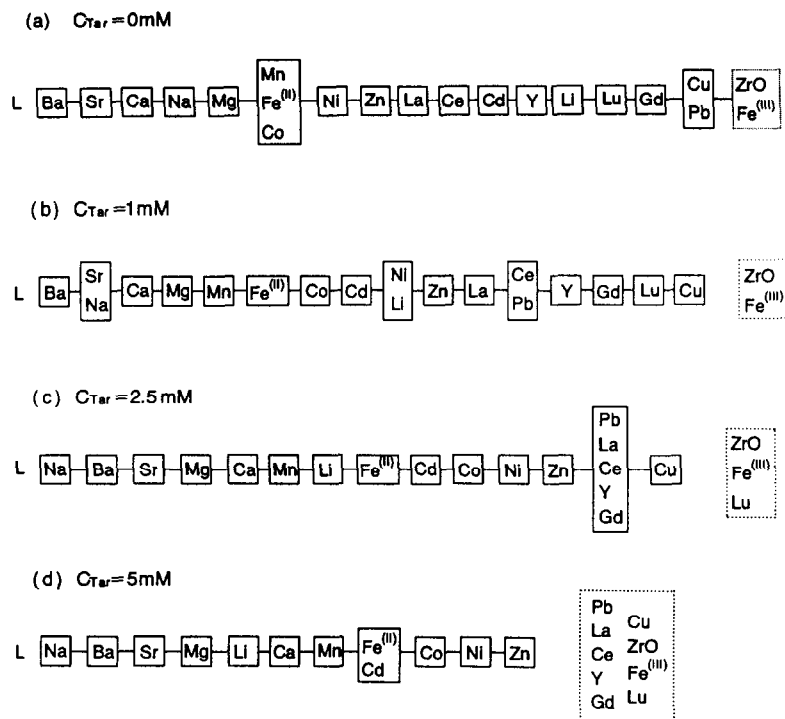 (a) CTar=0mM
Mn
Cu
ZrO
L Ba Sr Ca Na Mg Fe(II) Ni Zn La Ce Cd Y Li Lu Gd
Co
Pb
Fe(III)
(b) CTar=1mM
Sr
Ni
Ce
ZrO
L Ba Ca Mg Mn Fe(II) Co Cd Zn La Y Gd Lu Cu
Na
Li
Pb
Fe(III)
(c) CTar=2.5mM
Pb
La
ZrO
L Na Ba Sr Mg Ca Mn Li Fe(II) Cd Co Ni Zn Ce Cu Fe(III)
Y
Lu
Gd
(d) CTar=5mM
Pb
Cu
La
ZrO
L Na Ba Sr Mg Li Ca Mn Fe(II) Co Ni Zn Ce
Cd
Fe(III)
Y
Lu
Gd